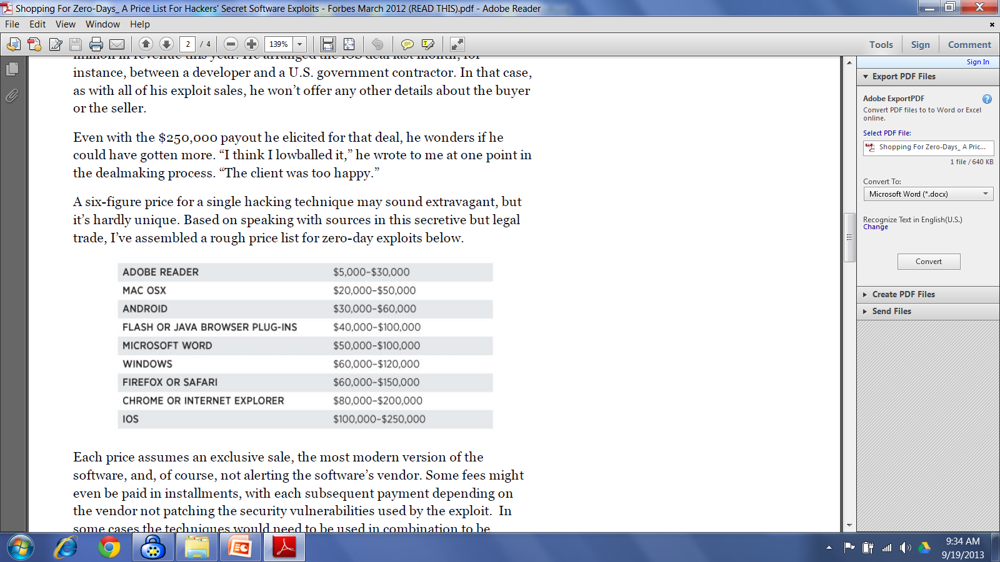 Shopping For Zero-Days_ A Price List For Hackers' Secret Software Exploits - Forbes March 2012 (READ THIS).pdf - Adobe Reader
File Edit View Window Help
2 / 4 139% Tools Sign Comment
million in revenue this year. He arranged the iOS deal last month, for
instance, between a developer and a U.S. government contractor. In that case,
as with all of his exploit sales, he won’t offer any other details about the buyer
or the seller.
Even with the $250,000 payout he elicited for that deal, he wonders if he
could have gotten more. “I think I lowballed it,” he wrote to me at one point in
the dealmaking process. “The client was too happy.”
A six-figure price for a single hacking technique may sound extravagant, but
it’s hardly unique. Based on speaking with sources in this secretive but legal
trade, I’ve assembled a rough price list for zero-day exploits below.
ADOBE READER $5,000–$30,000
MAC OSX $20,000–$50,000
ANDROID $30,000–$60,000
FLASH OR JAVA BROWSER PLUG-INS $40,000–$100,000
MICROSOFT WORD $50,000–$100,000
WINDOWS $60,000–$120,000
FIREFOX OR SAFARI $60,000–$150,000
CHROME OR INTERNET EXPLORER $80,000–$200,000
IOS $100,000–$250,000
Each price assumes an exclusive sale, the most modern version of the
software, and, of course, not alerting the software’s vendor. Some fees might
even be paid in installments, with each subsequent payment depending on
the vendor not patching the security vulnerabilities used by the exploit. In
some cases the techniques would need to be used in combination to be
Sign In
Export PDF Files
Adobe ExportPDF
Convert PDF files to to Word or Excel
online.
Select PDF File:
Shopping For Zero-Days_ A Pric...
1 file / 640 KB
Convert To:
Microsoft Word (*.docx)
Recognize Text in English(U.S.)
Change
Convert
Create PDF Files
Send Files
9:34 AM
9/19/2013